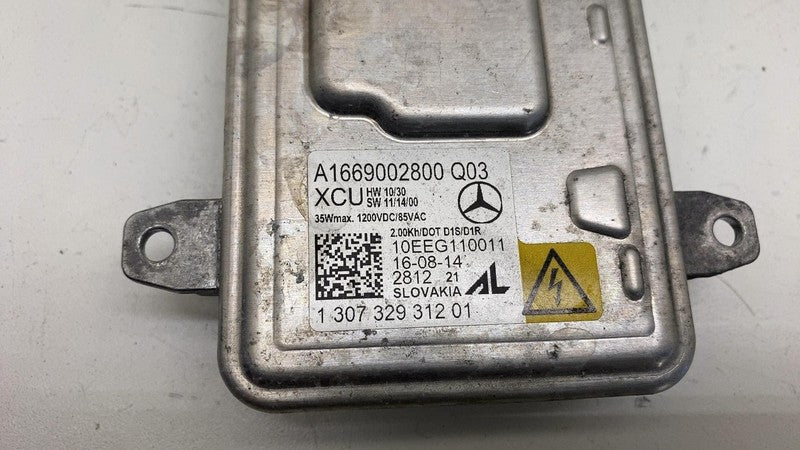 A1669002800 Q03
XCU HW 10/30
SW 11/14/00
35Wmax. 1200VDC/85VAC
2.00Kh/DOT D1S/D1R
10EEG110011
16-08-14
2812 21
SLOVAKIA AL
1 307 329 312 01